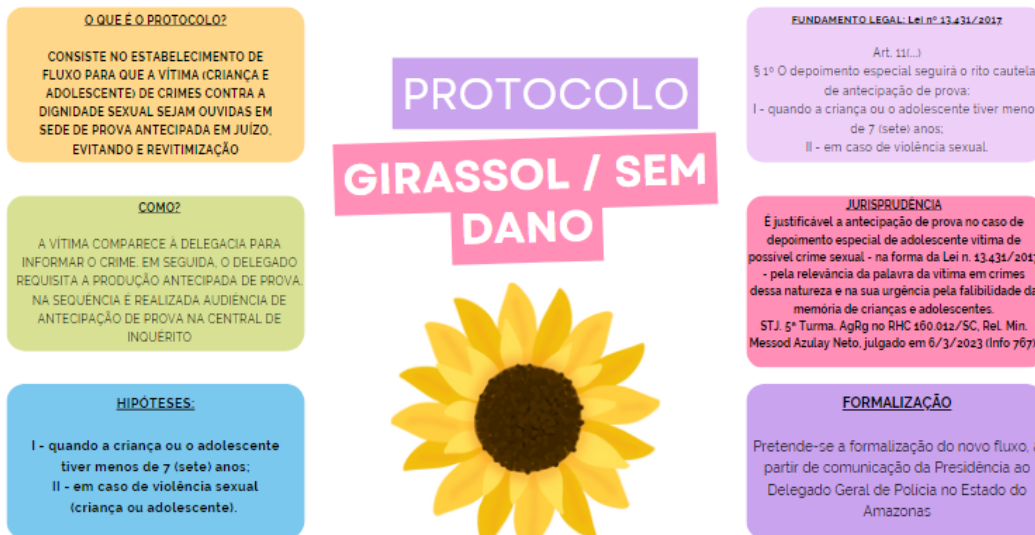 O QUE É O PROTOCOLO?
CONSISTE NO ESTABELECIMENTO DE
FLUXO PARA QUE A VÍTIMA (CRIANÇA E
ADOLESCENTE) DE CRIMES CONTRA A
DIGNIDADE SEXUAL SEJAM OUVIDAS EM
SEDE DE PROVA ANTECIPADA EM JUÍZO,
EVITANDO E REVITIMIZAÇÃO
COMO?
A VÍTIMA COMPARECE À DELEGACIA PARA
INFORMAR O CRIME. EM SEGUIDA, O DELEGADO
REQUISITA A PRODUÇÃO ANTECIPADA DE PROVA.
NA SEQUÊNCIA É REALIZADA AUDIÊNCIA DE
ANTECIPAÇÃO DE PROVA NA CENTRAL DE
INQUÉRITO
HIPÓTESES:
I - quando a criança ou o adolescente
tiver menos de 7 (sete) anos;
II - em caso de violência sexual
(criança ou adolescente).
PROTOCOLO
GIRASSOL / SEM
DANO
FUNDAMENTO LEGAL: Lei nº 13.431/2017
Art. 11(...)
§ 1º O depoimento especial seguirá o rito cautela
de antecipação de prova:
I - quando a criança ou o adolescente tiver meno
de 7 (sete) anos;
II - em caso de violência sexual.
JURISPRUDÊNCIA
É justificável a antecipação de prova no caso de
depoimento especial de adolescente vítima de
possível crime sexual - na forma da Lei n. 13.431/2017
- pela relevância da palavra da vítima em crimes
dessa natureza e na sua urgência pela falibilidade da
memória de crianças e adolescentes.
STJ. 5ª Turma. AgRg no RHC 160.012/SC, Rel. Min.
Messod Azulay Neto, julgado em 6/3/2023 (Info 767)
FORMALIZAÇÃO
Pretende-se a formalização do novo fluxo, a
partir de comunicação da Presidência ao
Delegado Geral de Polícia no Estado do
Amazonas